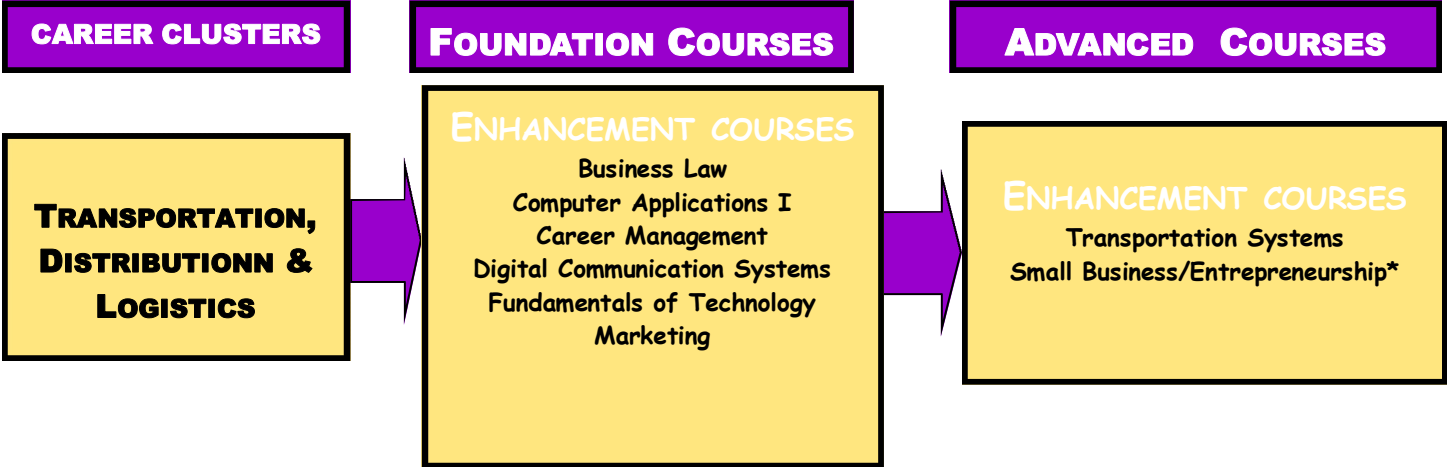 CAREER CLUSTERS
FOUNDATION COURSES
ADVANCED COURSES
TRANSPORTATION,
DISTRIBUTIONN &
LOGISTICS
ENHANCEMENT COURSES
Business Law
Computer Applications I
Career Management
Digital Communication Systems
Fundamentals of Technology
Marketing
ENHANCEMENT COURSES
Transportation Systems
Small Business/Entrepreneurship*